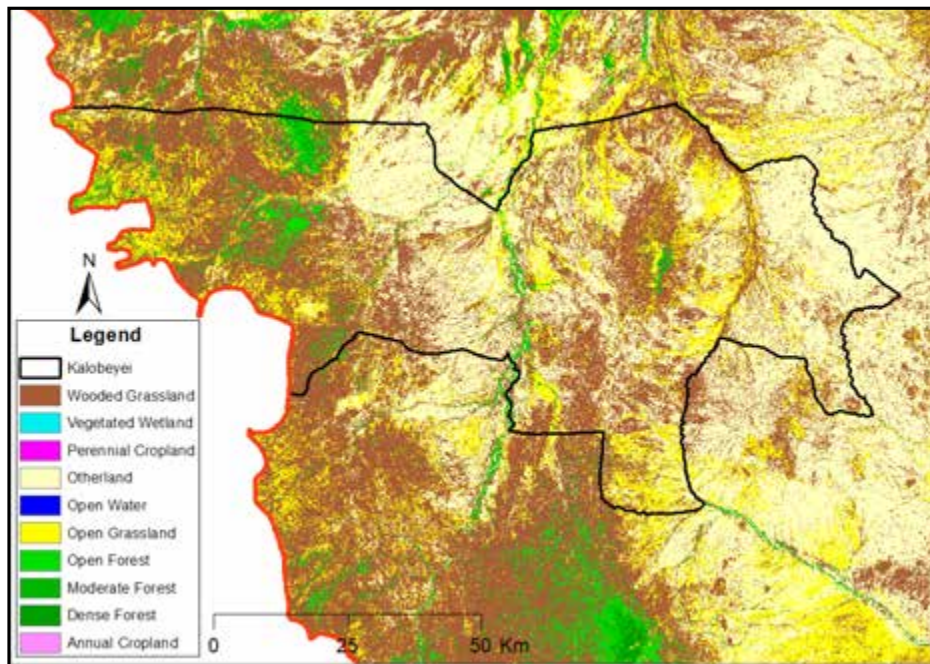 N
Legend
Kalobeyei
Wooded Grassland
Vegetated Wetland
Perennial Cropland
Otherland
Open Water
Open Grassland
Open Forest
Moderate Forest
Dense Forest
Annual Cropland
0 25 50 Km